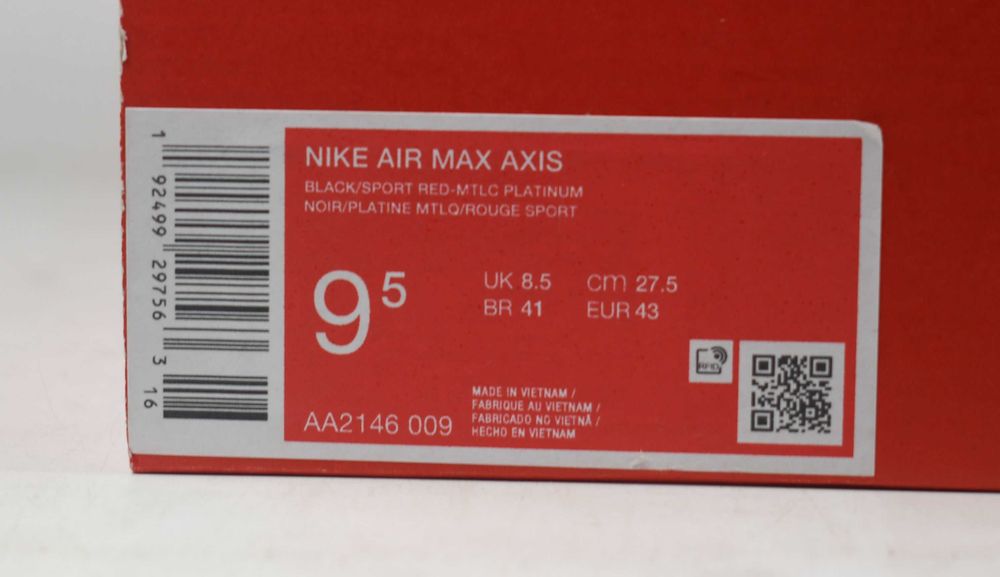 1 92499 29756 3 16
NIKE AIR MAX AXIS
BLACK/SPORT RED-MTLC PLATINUM
NOIR/PLATINE MTLQ/ROUGE SPORT
9 5
UK 8.5 cm 27.5
BR 41 EUR 43
RFID
AA2146 009
MADE IN VIETNAM /
FABRIQUE AU VIETNAM /
FABRICADO NO VIETNÃ /
HECHO EN VIETNAM